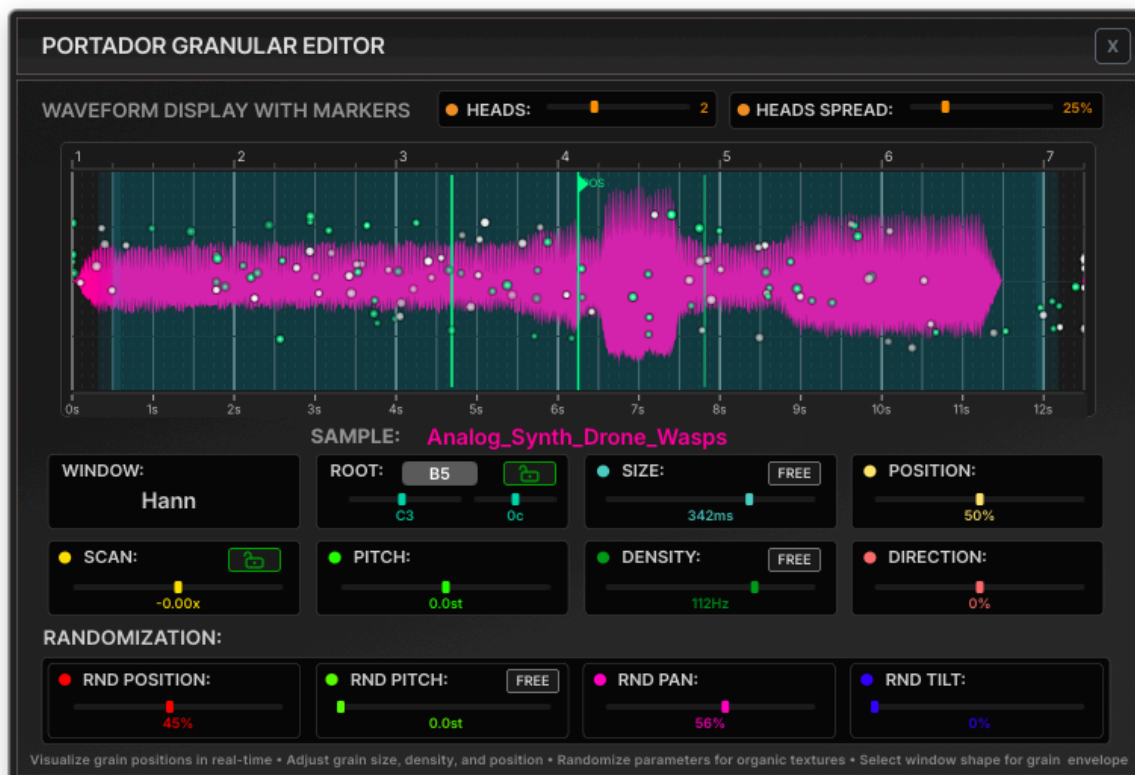 PORTADOR GRANULAR EDITOR
X
WAVEFORM DISPLAY WITH MARKERS
HEADS:
2
HEADS SPREAD:
25%
1 2 3 4 5 6 7
0s 1s 2s 3s 4s 5s 6s 7s 8s 9s 10s 11s 12s
SAMPLE: Analog_Synth_Drone_Wasps
WINDOW:
Hann
ROOT: B5
C3 0c
SIZE: FREE
342ms
POSITION:
50%
SCAN:
-0.00x
PITCH:
0.0st
DENSITY: FREE
112Hz
DIRECTION:
0%
RANDOMIZATION:
RND POSITION:
45%
RND PITCH: FREE
0.0st
RND PAN:
56%
RND TILT:
0%
Visualize grain positions in real-time • Adjust grain size, density, and position • Randomize parameters for organic textures • Select window shape for grain envelope